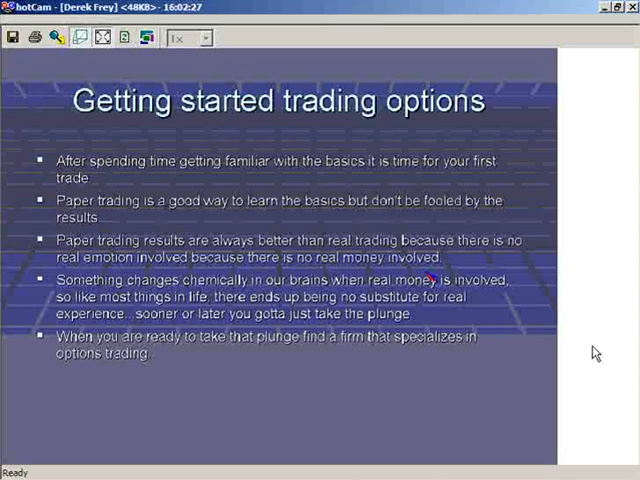 hotCam - [Derek Frey] <48KB>- 16:02:27
1x
Getting started trading options
After spending time getting familiar with the basics it is time for your first
trade.
Paper trading is a good way to learn the basics but don't be fooled by the
results.
Paper trading results are always better than real trading because there is no
real emotion involved because there is no real money involved.
Something changes chemically in our brains when real money is involved,
so like most things in life, there ends up being no substitute for real
experience...sooner or later you gotta just take the plunge.
When you are ready to take that plunge find a firm that specializes in
options trading.
Ready